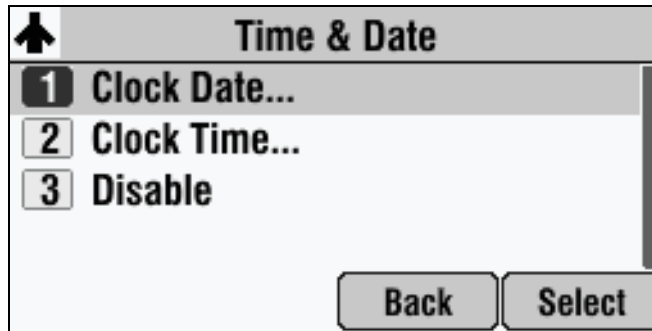 Time & Date
1 Clock Date...
2 Clock Time...
3 Disable
Back Select